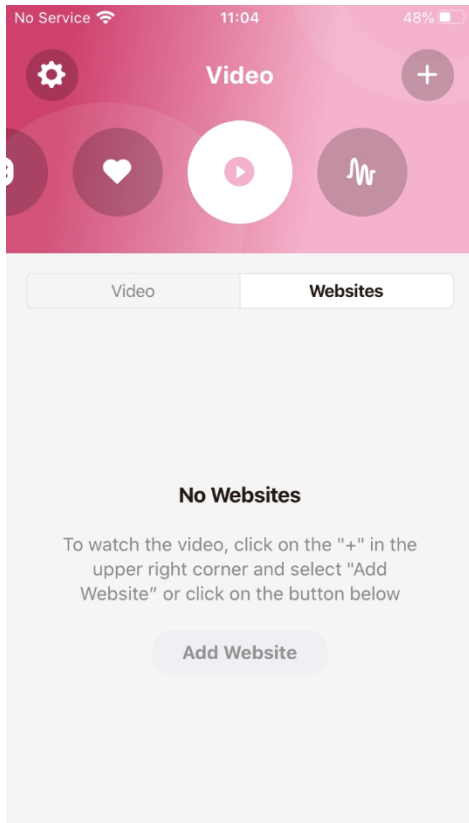 No Service 11:04 48%
Video
Video Websites
No Websites
To watch the video, click on the "+" in the
upper right corner and select "Add
Website” or click on the button below
Add Website